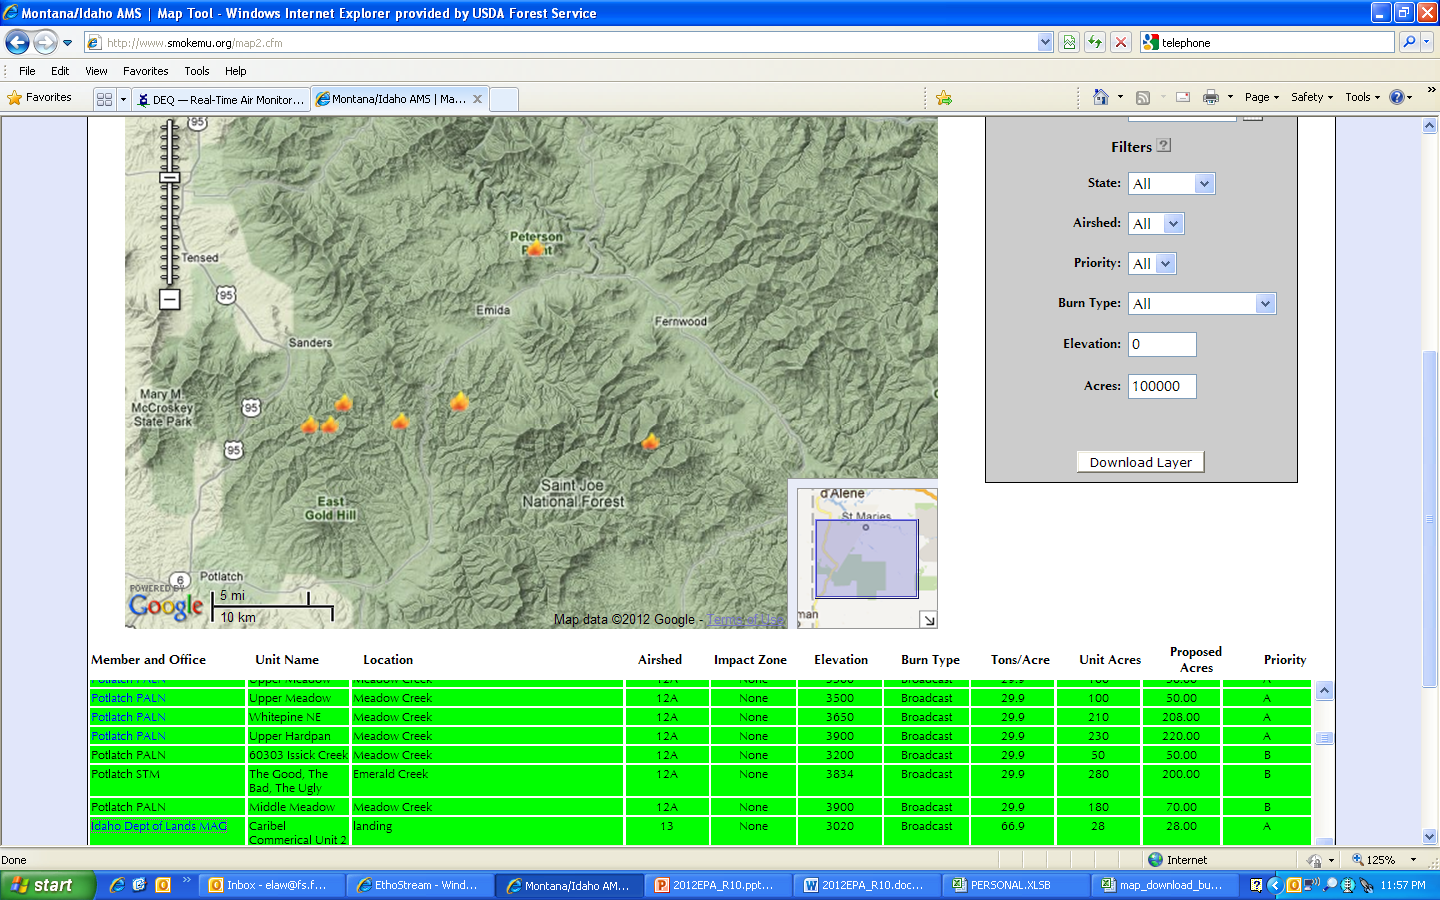 Montana/Idaho AMS | Map Tool - Windows Internet Explorer provided by USDA Forest Service
http://www.smokemu.org/map2.cfm
telephone
File Edit View Favorites Tools Help
Favorites
DEQ — Real-Time Air Monitor...
Montana/Idaho AMS | Ma...
Page Safety Tools
95
Tensed
95
Sanders
Peterson
Emida
Fernwood
Mary M.
McCroskey
State Park
95
95
East
Gold Hill
Saint Joe
National Forest
6
Potlatch
POWERED BY
Google
5 mi
10 km
Map data ©2012 Google - Terms of Use
d'Alene
St Maries
man
Filters ?
State: All
Airshed: All
Priority: All
Burn Type: All
Elevation: 0
Acres: 100000
Download Layer
Member and Office Unit Name Location Airshed Impact Zone Elevation Burn Type Tons/Acre Unit Acres Proposed Acres Priority
Potlatch PALN Upper Meadow Meadow Creek 12A None 3500 Broadcast 29.9 100 50.00 A
Potlatch PALN Whitepine NE Meadow Creek 12A None 3650 Broadcast 29.9 210 208.00 A
Potlatch PALN Upper Hardpan Meadow Creek 12A None 3900 Broadcast 29.9 230 220.00 A
Potlatch PALN 60303 Issick Creek Meadow Creek 12A None 3200 Broadcast 29.9 50 50.00 B
Potlatch STM The Good, The Emerald Creek 12A None 3834 Broadcast 29.9 280 200.00 B
Bad, The Ugly
Potlatch PALN Middle Meadow Meadow Creek 12A None 3900 Broadcast 29.9 180 70.00 B
Idaho Dept of Lands MAG Caribel landing 13 None 3020 Broadcast 66.9 28 28.00 A
Commerical Unit 2
Done
Internet
125%
start
Inbox - elaw@fs.f...
EthoStream - Wind...
Montana/Idaho AM...
2012EPA_R10.ppt...
2012EPA_R10.doc...
PERSONAL.XLSB
map_download_bu...
11:57 PM